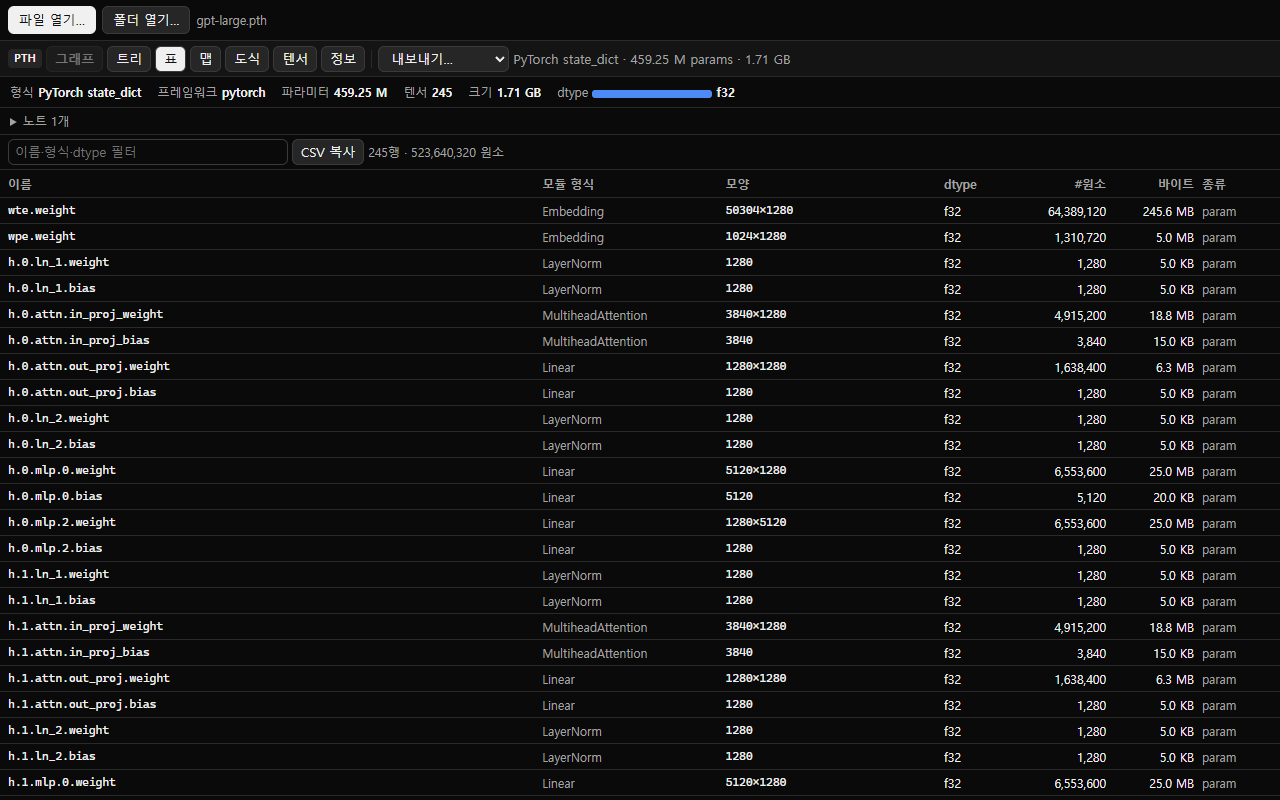 파일 열기... 폴더 열기... gpt-large.pth
PTH 그래프 트리 표 맵 도식 텐서 정보 내보내기... PyTorch state_dict · 459.25 M params · 1.71 GB
형식 PyTorch state_dict 프레임워크 pytorch 파라미터 459.25 M 텐서 245 크기 1.71 GB dtype f32
▶ 노트 1개
이름·형식·dtype 필터 CSV 복사 245행 · 523,640,320 원소
이름 모듈 형식 모양 dtype #원소 바이트 종류
wte.weight Embedding 50304×1280 f32 64,389,120 245.6 MB param
wpe.weight Embedding 1024×1280 f32 1,310,720 5.0 MB param
h.0.ln_1.weight LayerNorm 1280 f32 1,280 5.0 KB param
h.0.ln_1.bias LayerNorm 1280 f32 1,280 5.0 KB param
h.0.attn.in_proj_weight MultiheadAttention 3840×1280 f32 4,915,200 18.8 MB param
h.0.attn.in_proj_bias MultiheadAttention 3840 f32 3,840 15.0 KB param
h.0.attn.out_proj.weight Linear 1280×1280 f32 1,638,400 6.3 MB param
h.0.attn.out_proj.bias Linear 1280 f32 1,280 5.0 KB param
h.0.ln_2.weight LayerNorm 1280 f32 1,280 5.0 KB param
h.0.ln_2.bias LayerNorm 1280 f32 1,280 5.0 KB param
h.0.mlp.0.weight Linear 5120×1280 f32 6,553,600 25.0 MB param
h.0.mlp.0.bias Linear 5120 f32 5,120 20.0 KB param
h.0.mlp.2.weight Linear 1280×5120 f32 6,553,600 25.0 MB param
h.0.mlp.2.bias Linear 1280 f32 1,280 5.0 KB param
h.1.ln_1.weight LayerNorm 1280 f32 1,280 5.0 KB param
h.1.ln_1.bias LayerNorm 1280 f32 1,280 5.0 KB param
h.1.attn.in_proj_weight MultiheadAttention 3840×1280 f32 4,915,200 18.8 MB param
h.1.attn.in_proj_bias MultiheadAttention 3840 f32 3,840 15.0 KB param
h.1.attn.out_proj.weight Linear 1280×1280 f32 1,638,400 6.3 MB param
h.1.attn.out_proj.bias Linear 1280 f32 1,280 5.0 KB param
h.1.ln_2.weight LayerNorm 1280 f32 1,280 5.0 KB param
h.1.ln_2.bias LayerNorm 1280 f32 1,280 5.0 KB param
h.1.mlp.0.weight Linear 5120×1280 f32 6,553,600 25.0 MB param